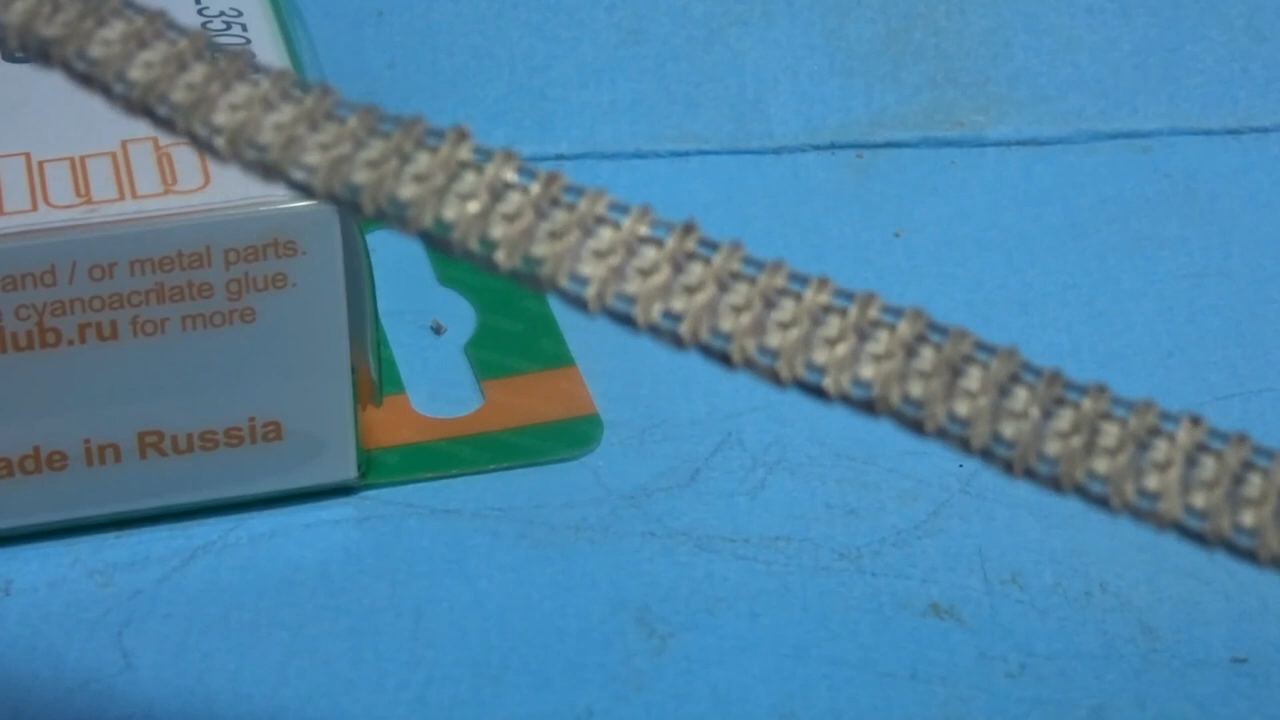 350
lub
and / or metal parts.
cyanoacrilate glue.
lub.ru for more
ade in Russia